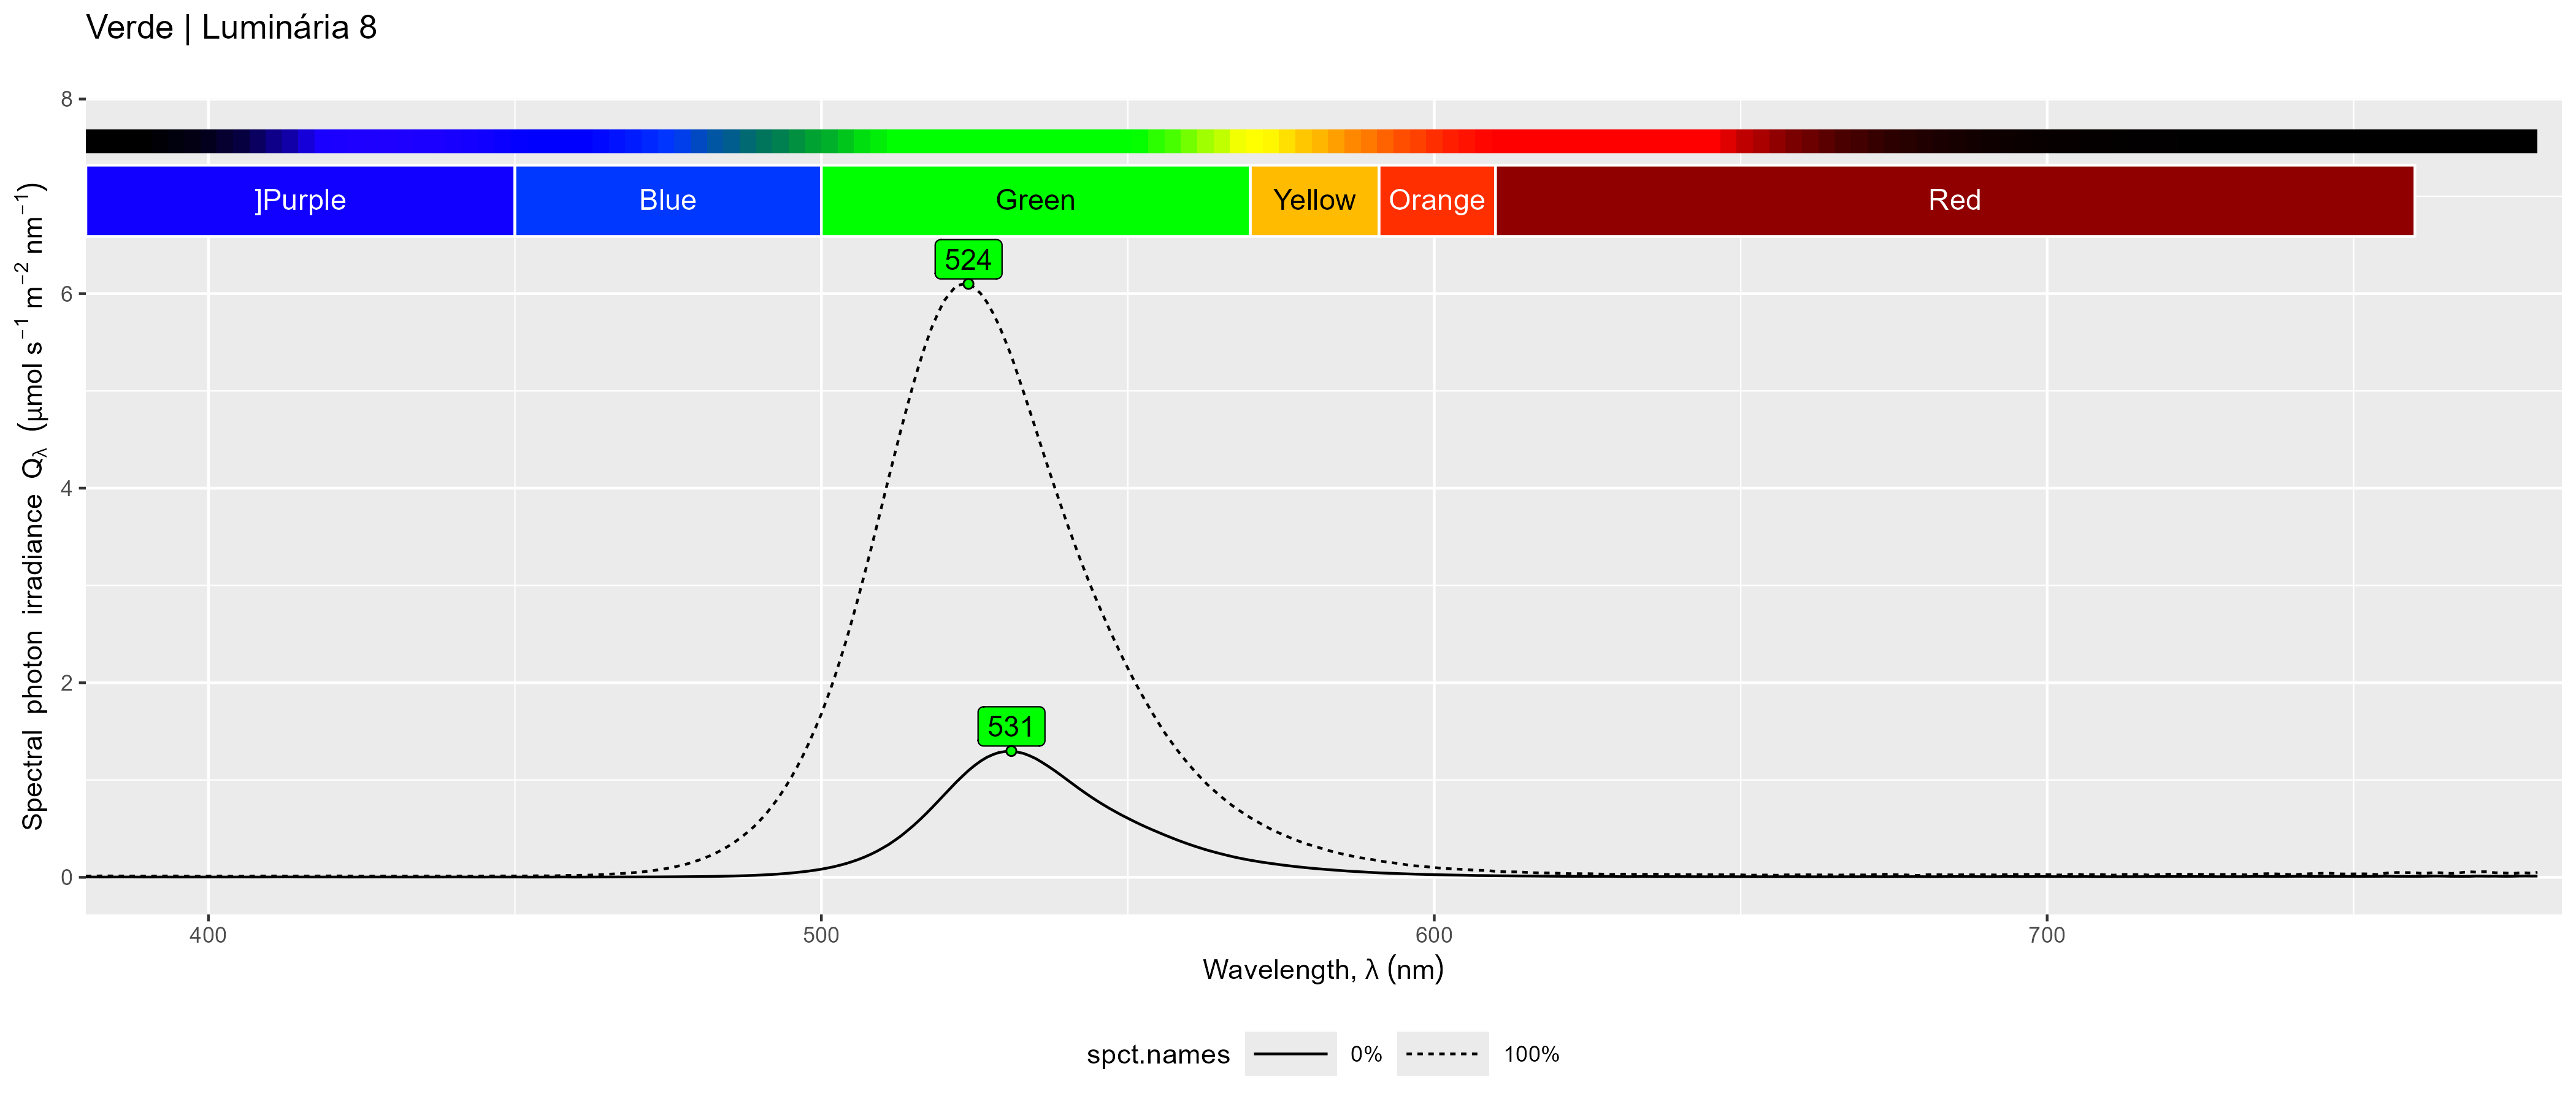 Verde | Luminária 8
8
6
4
2
0
Spectral photon irradiance Qλ (µmol s⁻¹ m⁻² nm⁻¹)
]Purple Blue Green Yellow Orange Red
524
531
400 500 600 700
Wavelength, λ (nm)
spct.names 0% 100%